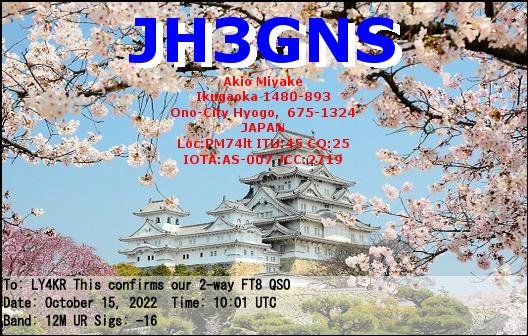 JH3GNS
Akio Miyake
Ikugaoka 1480-893
Ono-City Hyogo, 675-1324
JAPAN
Loc:PM74lt ITU:45 CQ:25
IOTA:AS-007 JCC:2719
To: LY4KR This confirms our 2-way FT8 QSO
Date: October 15, 2022 Time: 10:01 UTC
Band: 12M UR Sigs: -16